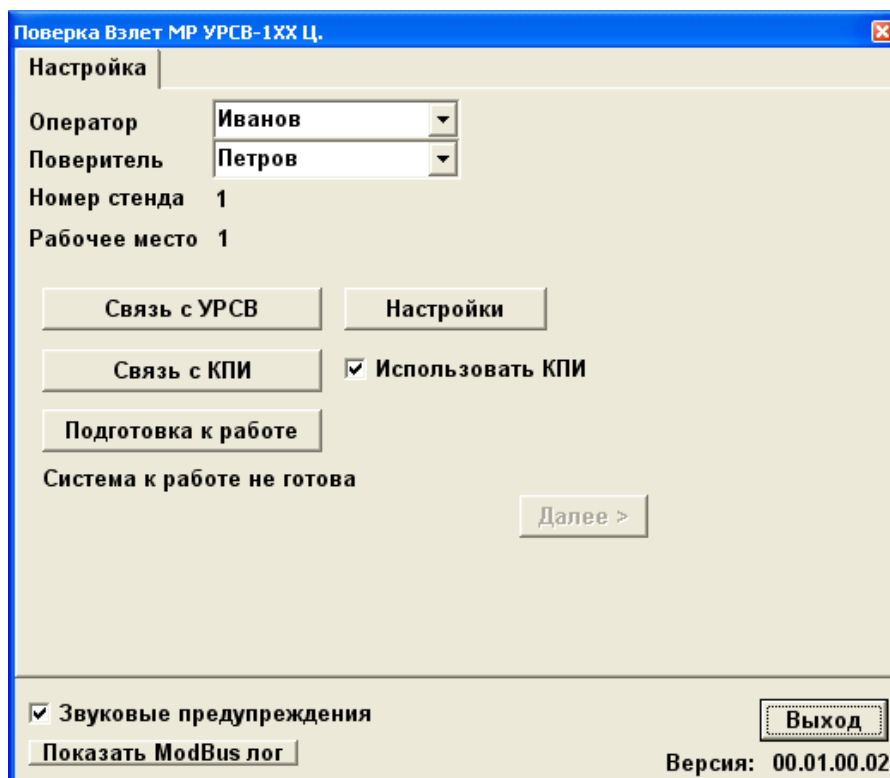 Поверка Взлет МР УРСВ-1ХХ Ц.
Настройка
Оператор Иванов
Поверитель Петров
Номер стенда 1
Рабочее место 1
Связь с УРСВ Настройки
Связь с КПИ Использовать КПИ
Подготовка к работе
Система к работе не готова
Далее >
Звуковые предупреждения
Выход
Показать ModBus лог
Версия: 00.01.00.02